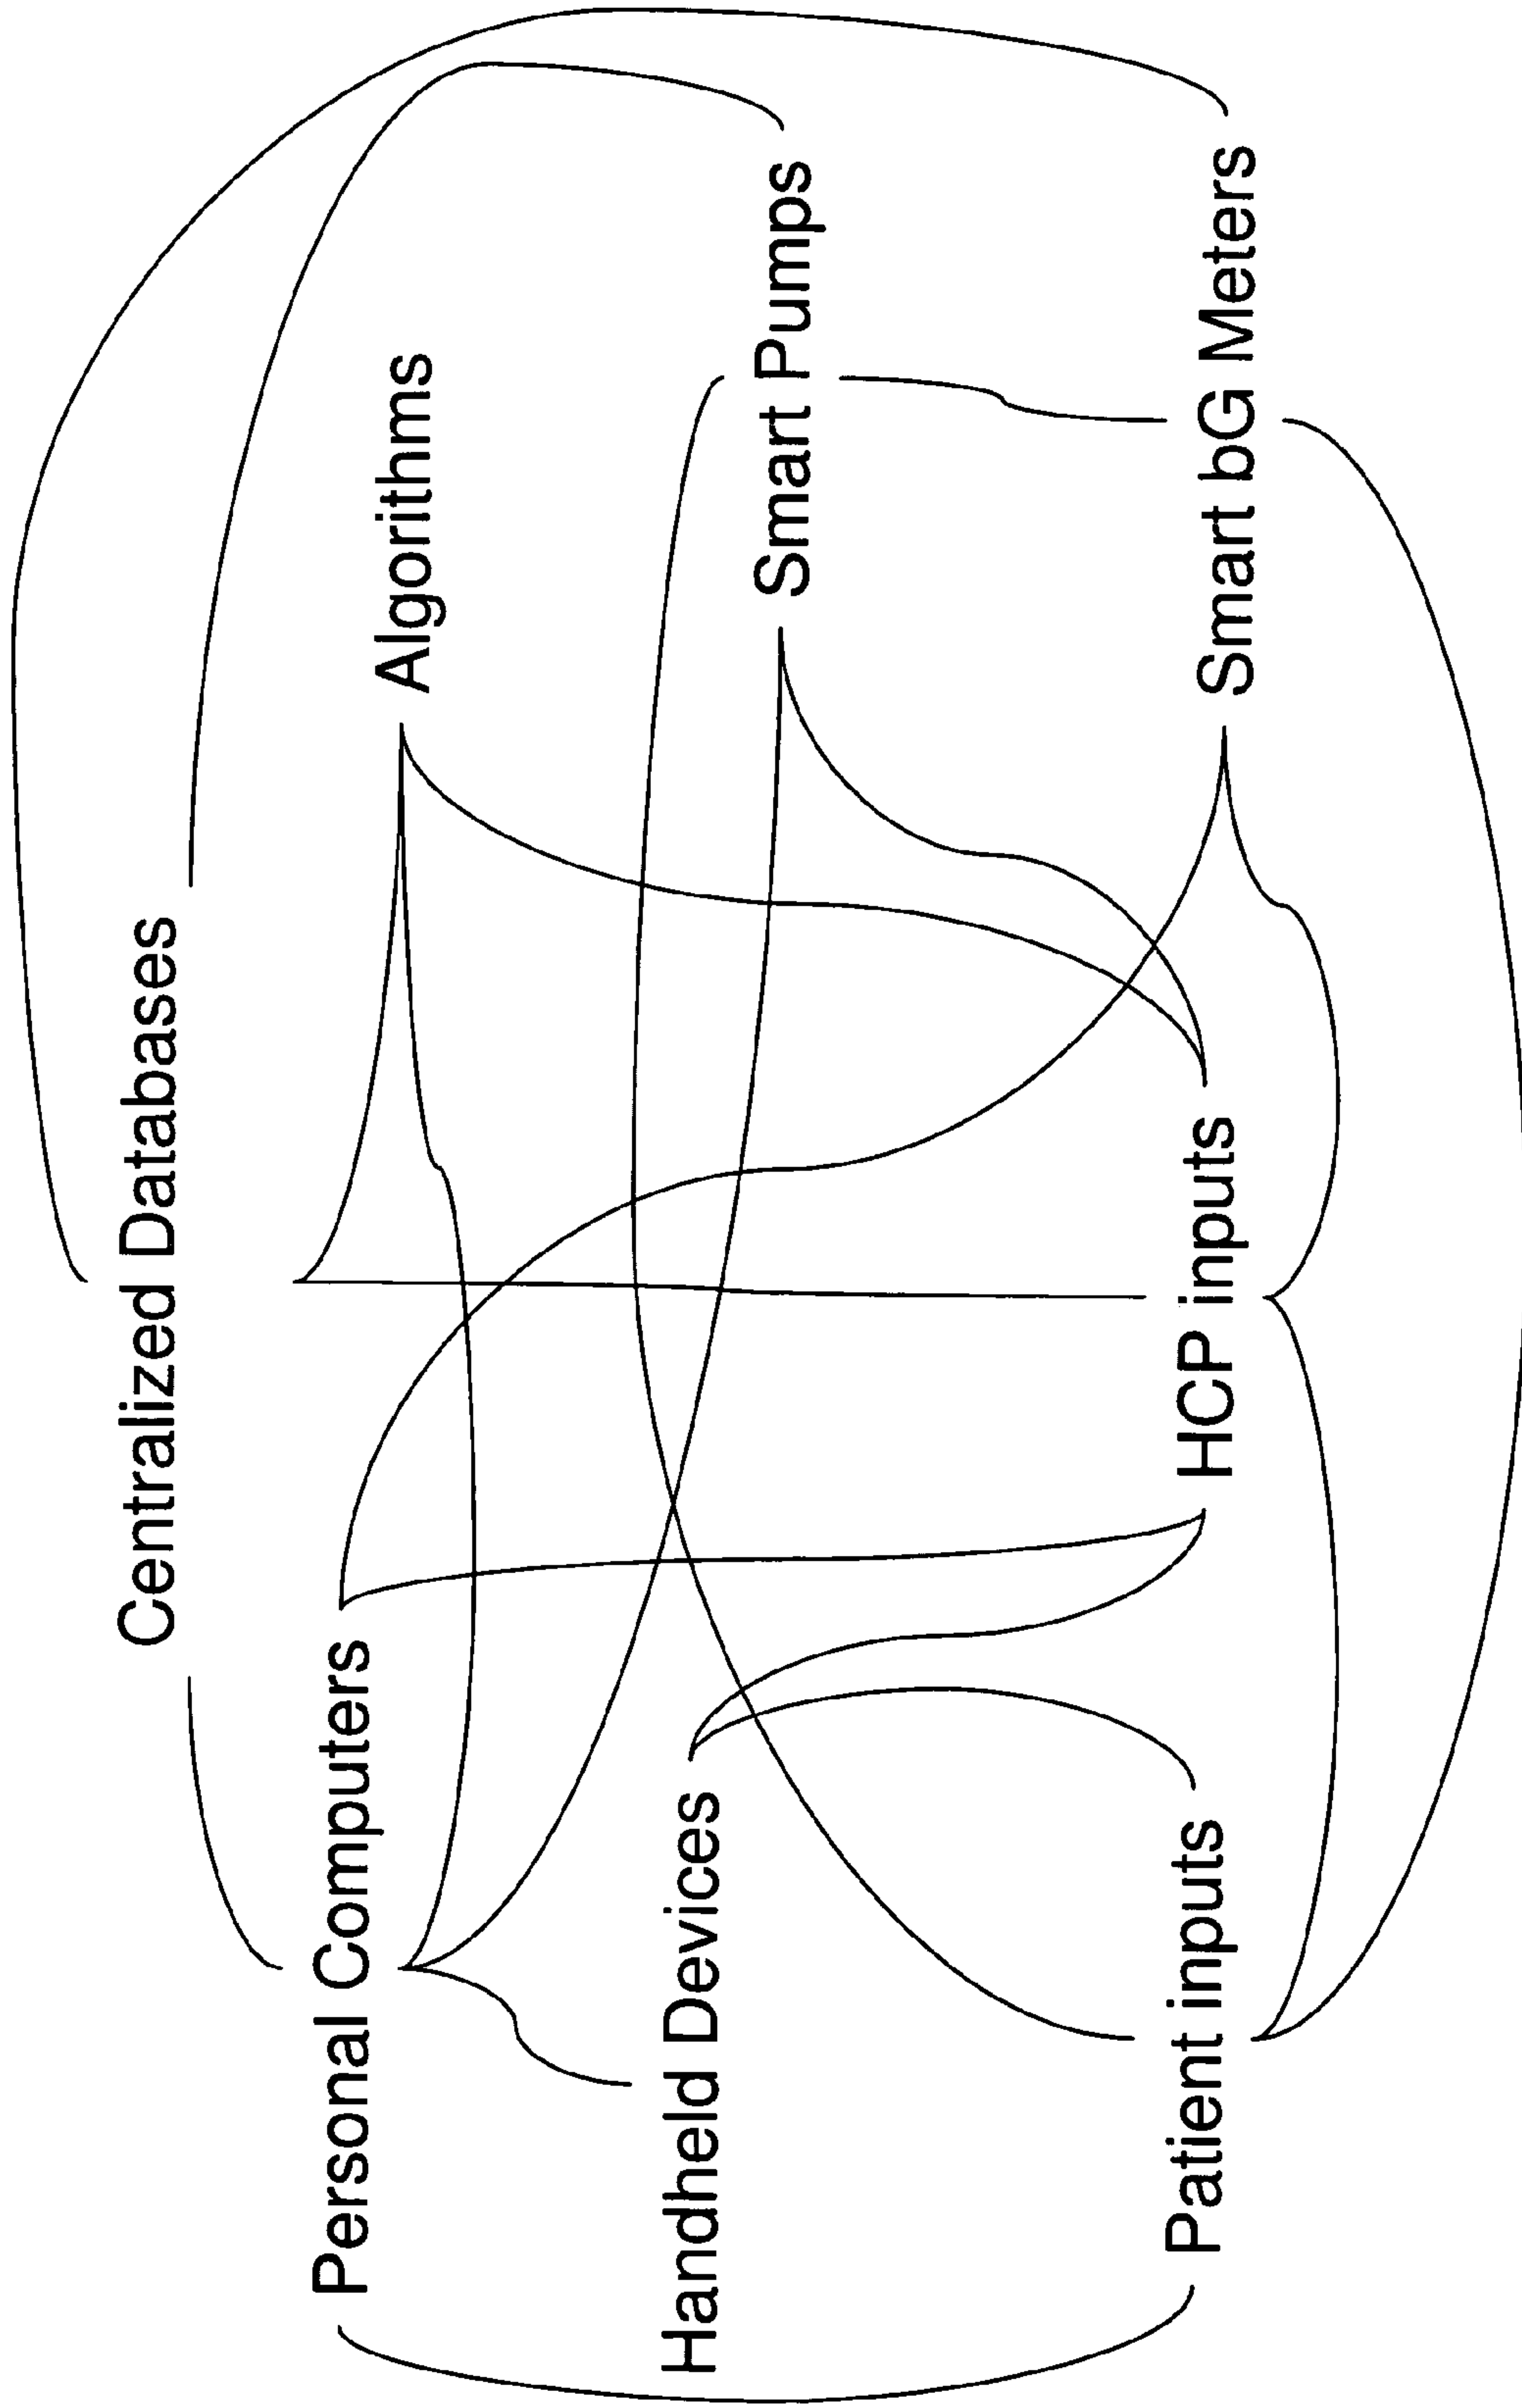 Centralized Databases
Personal Computers
Algorithms
Handheld Devices
Smart Pumps
Patient inputs
HCP inputs
Smart bG Meters